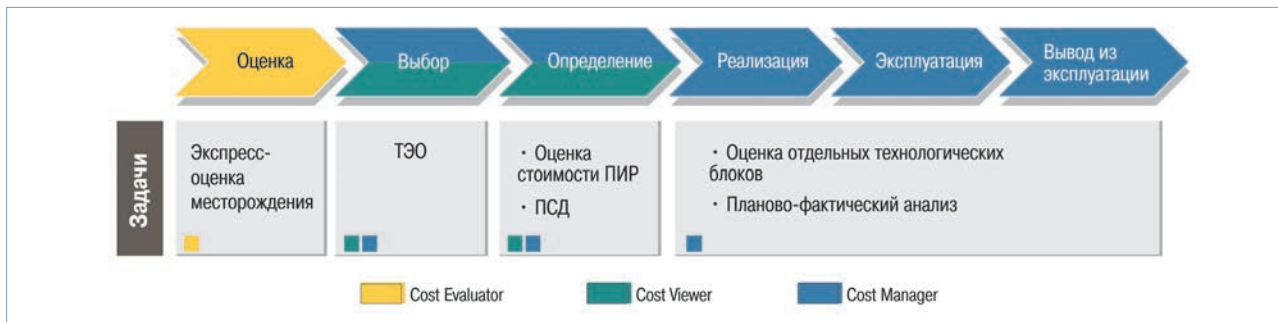 Оценка
Выбор
Определение
Реализация
Эксплуатация
Вывод из
эксплуатации
Задачи
Экспресс-
оценка
месторождения
ТЭО
· Оценка
стоимости ПИР
· ПСД
· Оценка отдельных технологических
блоков
· Планово-фактический анализ
Cost Evaluator
Cost Viewer
Cost Manager